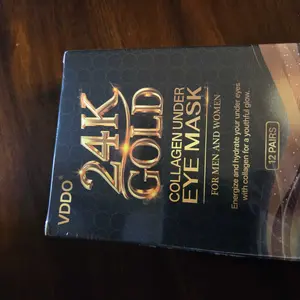 VDDO
24K
GOLD
COLLAGEN UNDER
EYE MASK
FOR MEN AND WOMEN
Energize and hydrate your under eyes
with collagen for a youthful glow.
12 PAIRS